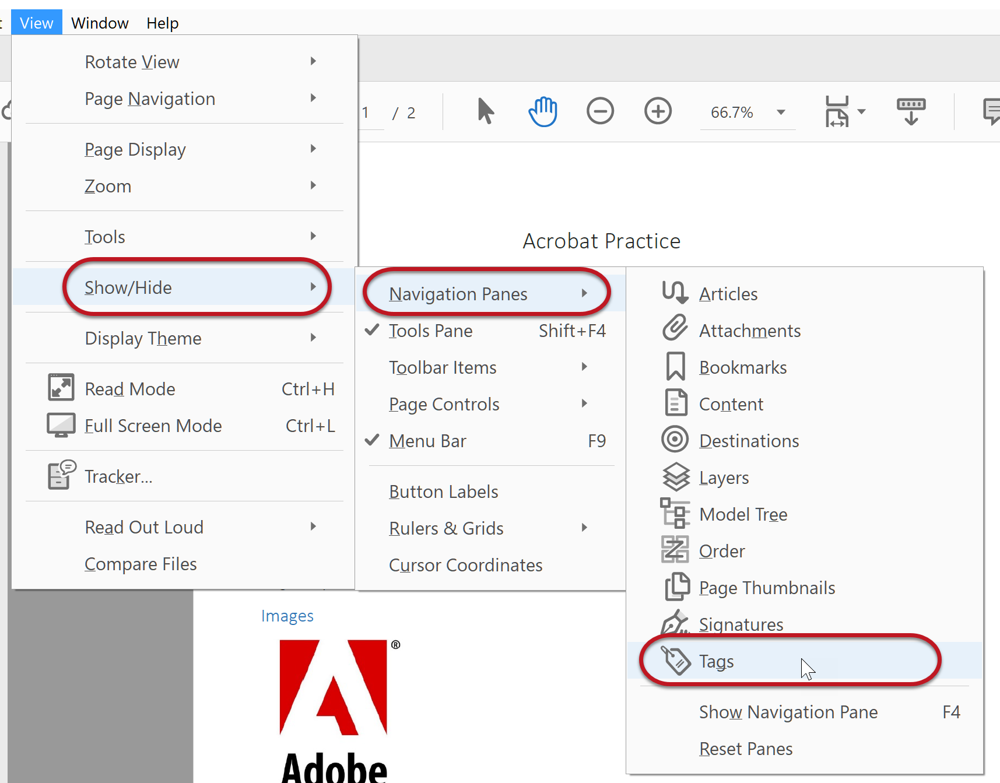 View Window Help
Rotate View
Page Navigation
1 / 2
66.7%
Page Display
Zoom
Tools
Acrobat Practice
Show/Hide
Display Theme
Read Mode Ctrl+H
Full Screen Mode Ctrl+L
Tracker...
Read Out Loud
Compare Files
Navigation Panes
Tools Pane Shift+F4
Toolbar Items
Page Controls
Menu Bar F9
Button Labels
Rulers & Grids
Cursor Coordinates
Articles
Attachments
Bookmarks
Content
Destinations
Layers
Model Tree
Order
Page Thumbnails
Signatures
Tags
Show Navigation Pane F4
Reset Panes
Images
®
Adobe